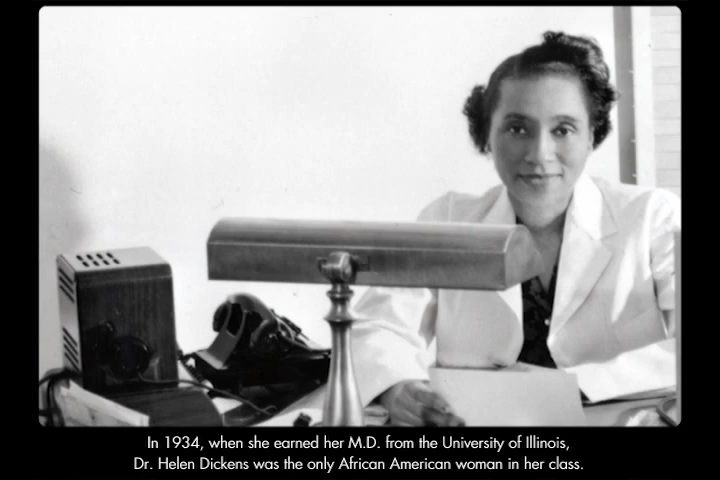 In 1934, when she earned her M.D. from the University of Illinois,
Dr. Helen Dickens was the only African American woman in her class.